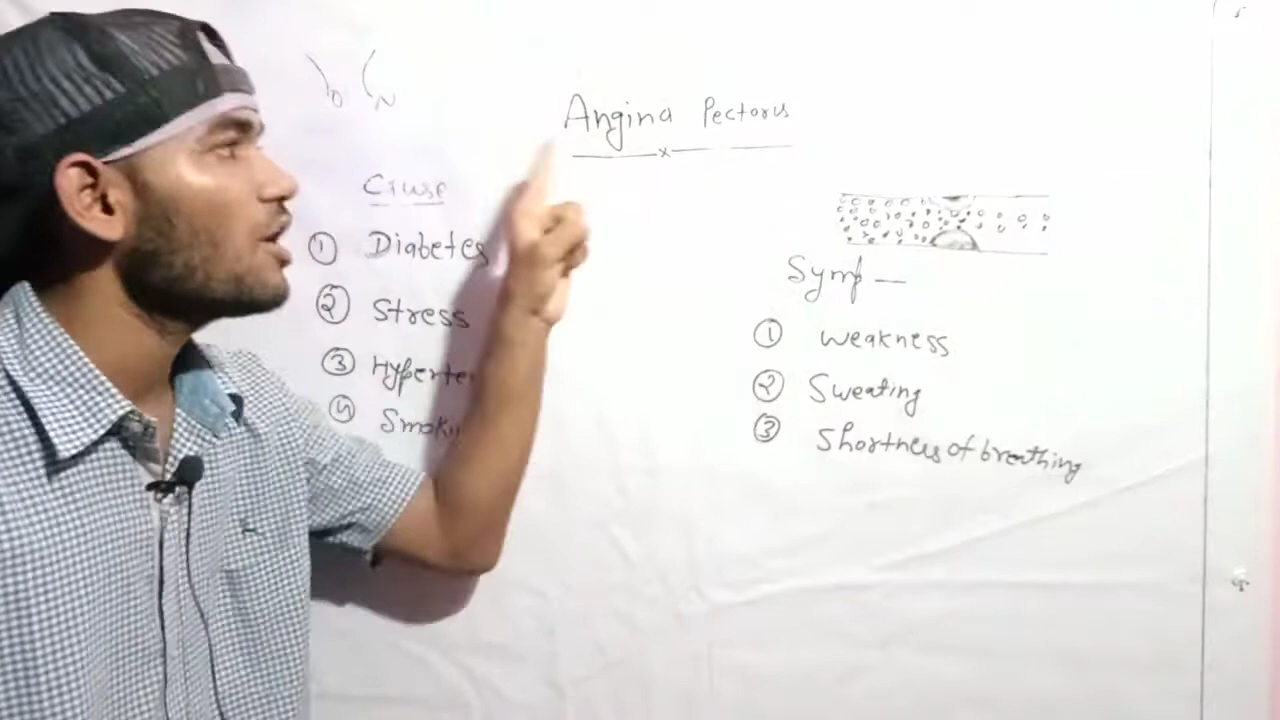 Angina Pectoris
Cause
① Diabetes
② Stress
③ Hyperte
④ Smoki
Symp —
① Weakness
② Sweating
③ Shortness of breathing